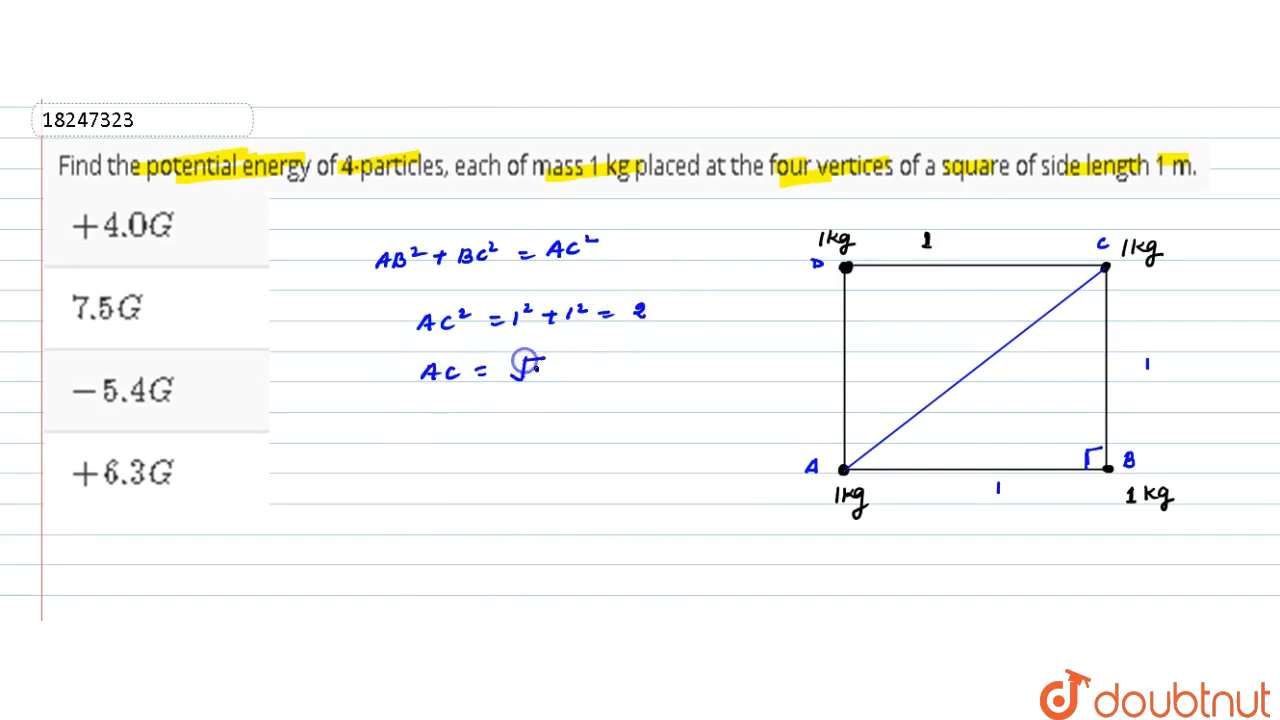 18247323
Find the potential energy of 4-particles, each of mass 1 kg placed at the four vertices of a square of side length 1 m.
+4.0G
7.5G
−5.4G
+6.3G
AB² + BC² = AC²
AC² = 1² + 1² = 2
AC = √
1kg 1 C 1kg
D
1
A B
1kg 1 1 kg
doubtnut